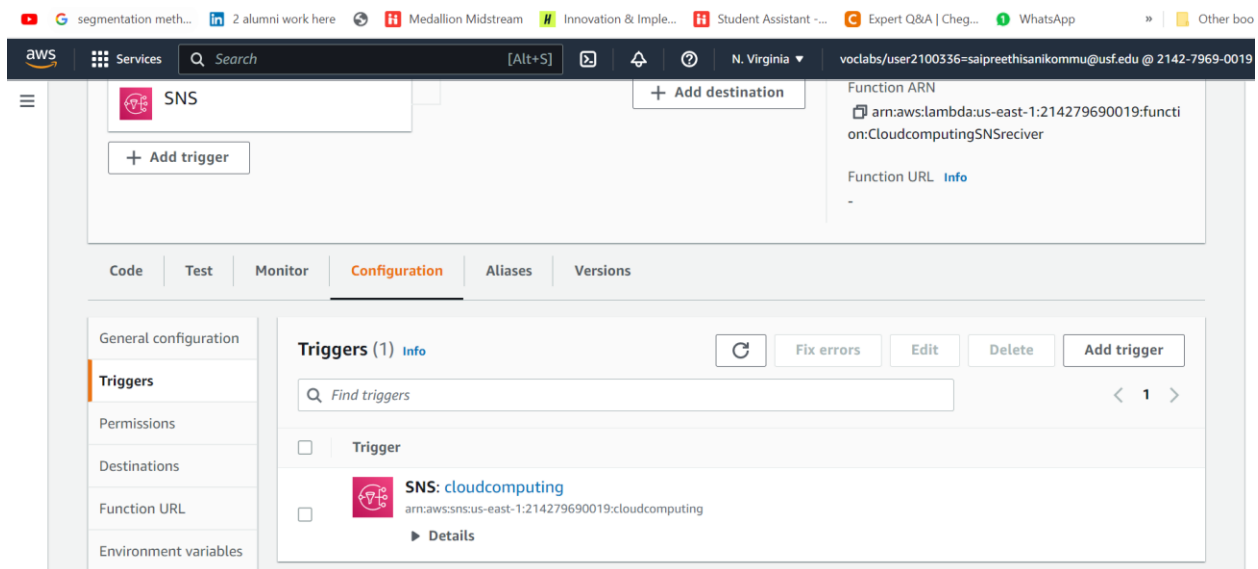 segmentation meth... 2 alumni work here Medallion Midstream Innovation & Imple... Student Assistant -... Expert Q&A | Cheg... WhatsApp » Other boo
aws Services Search [Alt+S] N. Virginia ▼ voclabs/user2100336=saipreethisanikommu@usf.edu @ 2142-7969-0019
SNS
+ Add destination
+ Add trigger
Function ARN
arn:aws:lambda:us-east-1:214279690019:functi
on:CloudcomputingSNSreciver
Function URL Info
-
Code Test Monitor Configuration Aliases Versions
General configuration
Triggers
Permissions
Destinations
Function URL
Environment variables
Triggers (1) Info
Fix errors Edit Delete Add trigger
Find triggers
< 1 >
Trigger
SNS: cloudcomputing
arn:aws:sns:us-east-1:214279690019:cloudcomputing
▶ Details